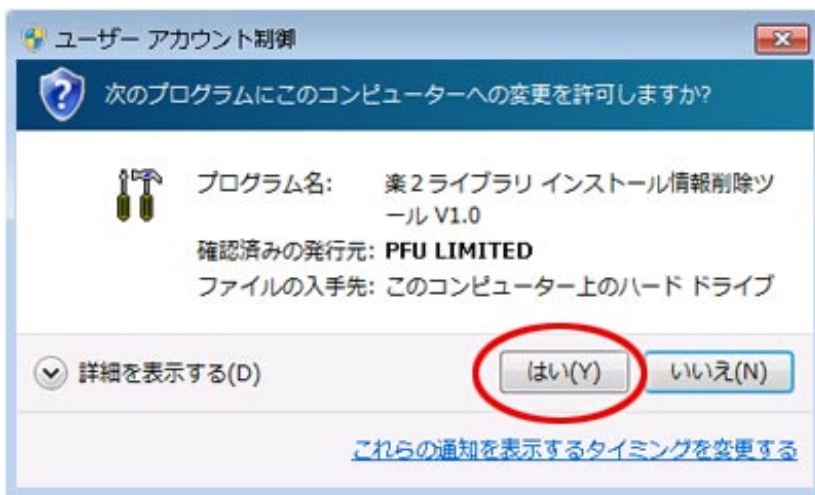 ユーザー アカウント制御
次のプログラムにこのコンピューターへの変更を許可しますか?
プログラム名: 楽2ライブラリ インストール情報削除ツ
ール V1.0
確認済みの発行元: PFU LIMITED
ファイルの入手先: このコンピューター上のハード ドライブ
詳細を表示する(D) はい(Y) いいえ(N)
これらの通知を表示するタイミングを変更する